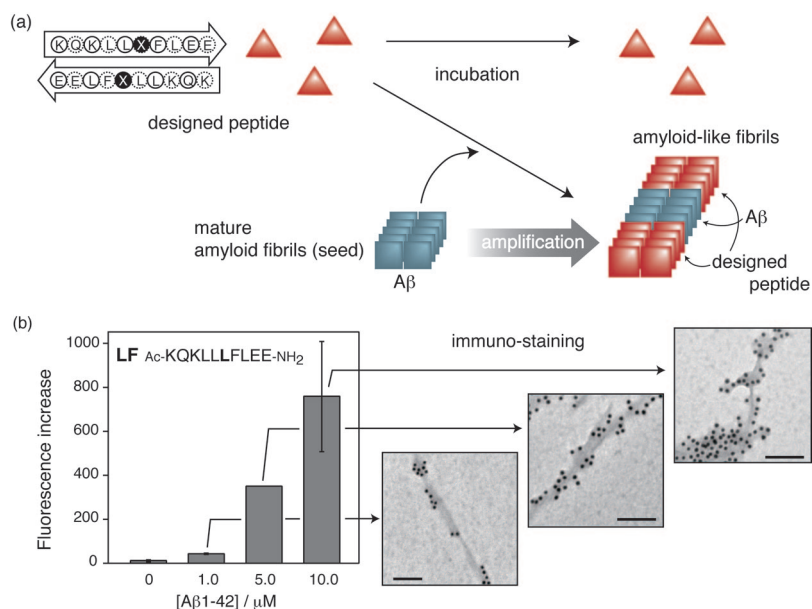 (a)
K Q K L L X F L E E
E E L F X L L K Q K
designed peptide
incubation
amyloid-like fibrils
mature
amyloid fibrils (seed)
Aβ
amplification
Aβ
designed
peptide
(b)
Fluorescence increase
1000
800
600
400
200
0
LF Ac-KQKLLLFLEE-NH2
0
1.0
5.0
10.0
[Aβ1-42] / μM
immuno-staining